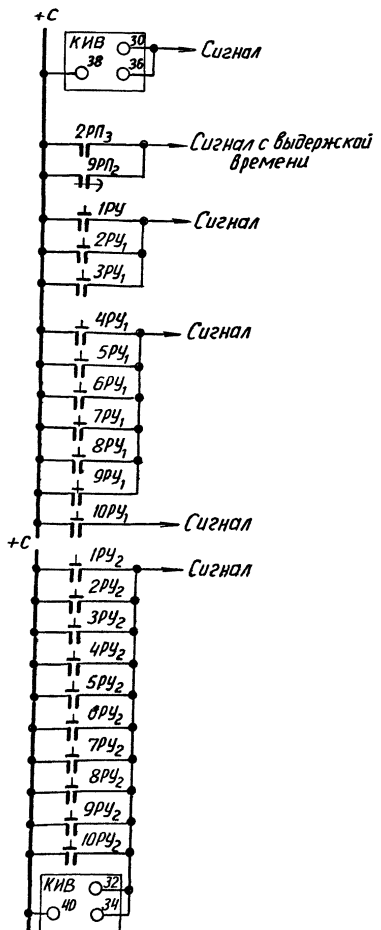 +С
КИВ 30
38 36
Сигнал
2РП3
Сигнал с выдержкой
времени
9РП2
1РУ
Сигнал
2РУ1
3РУ1
4РУ1
Сигнал
5РУ1
6РУ1
7РУ1
8РУ1
9РУ1
10РУ1
Сигнал
+С
1РУ2
Сигнал
2РУ2
3РУ2
4РУ2
5РУ2
6РУ2
7РУ2
8РУ2
9РУ2
10РУ2
КИВ 32
40 34